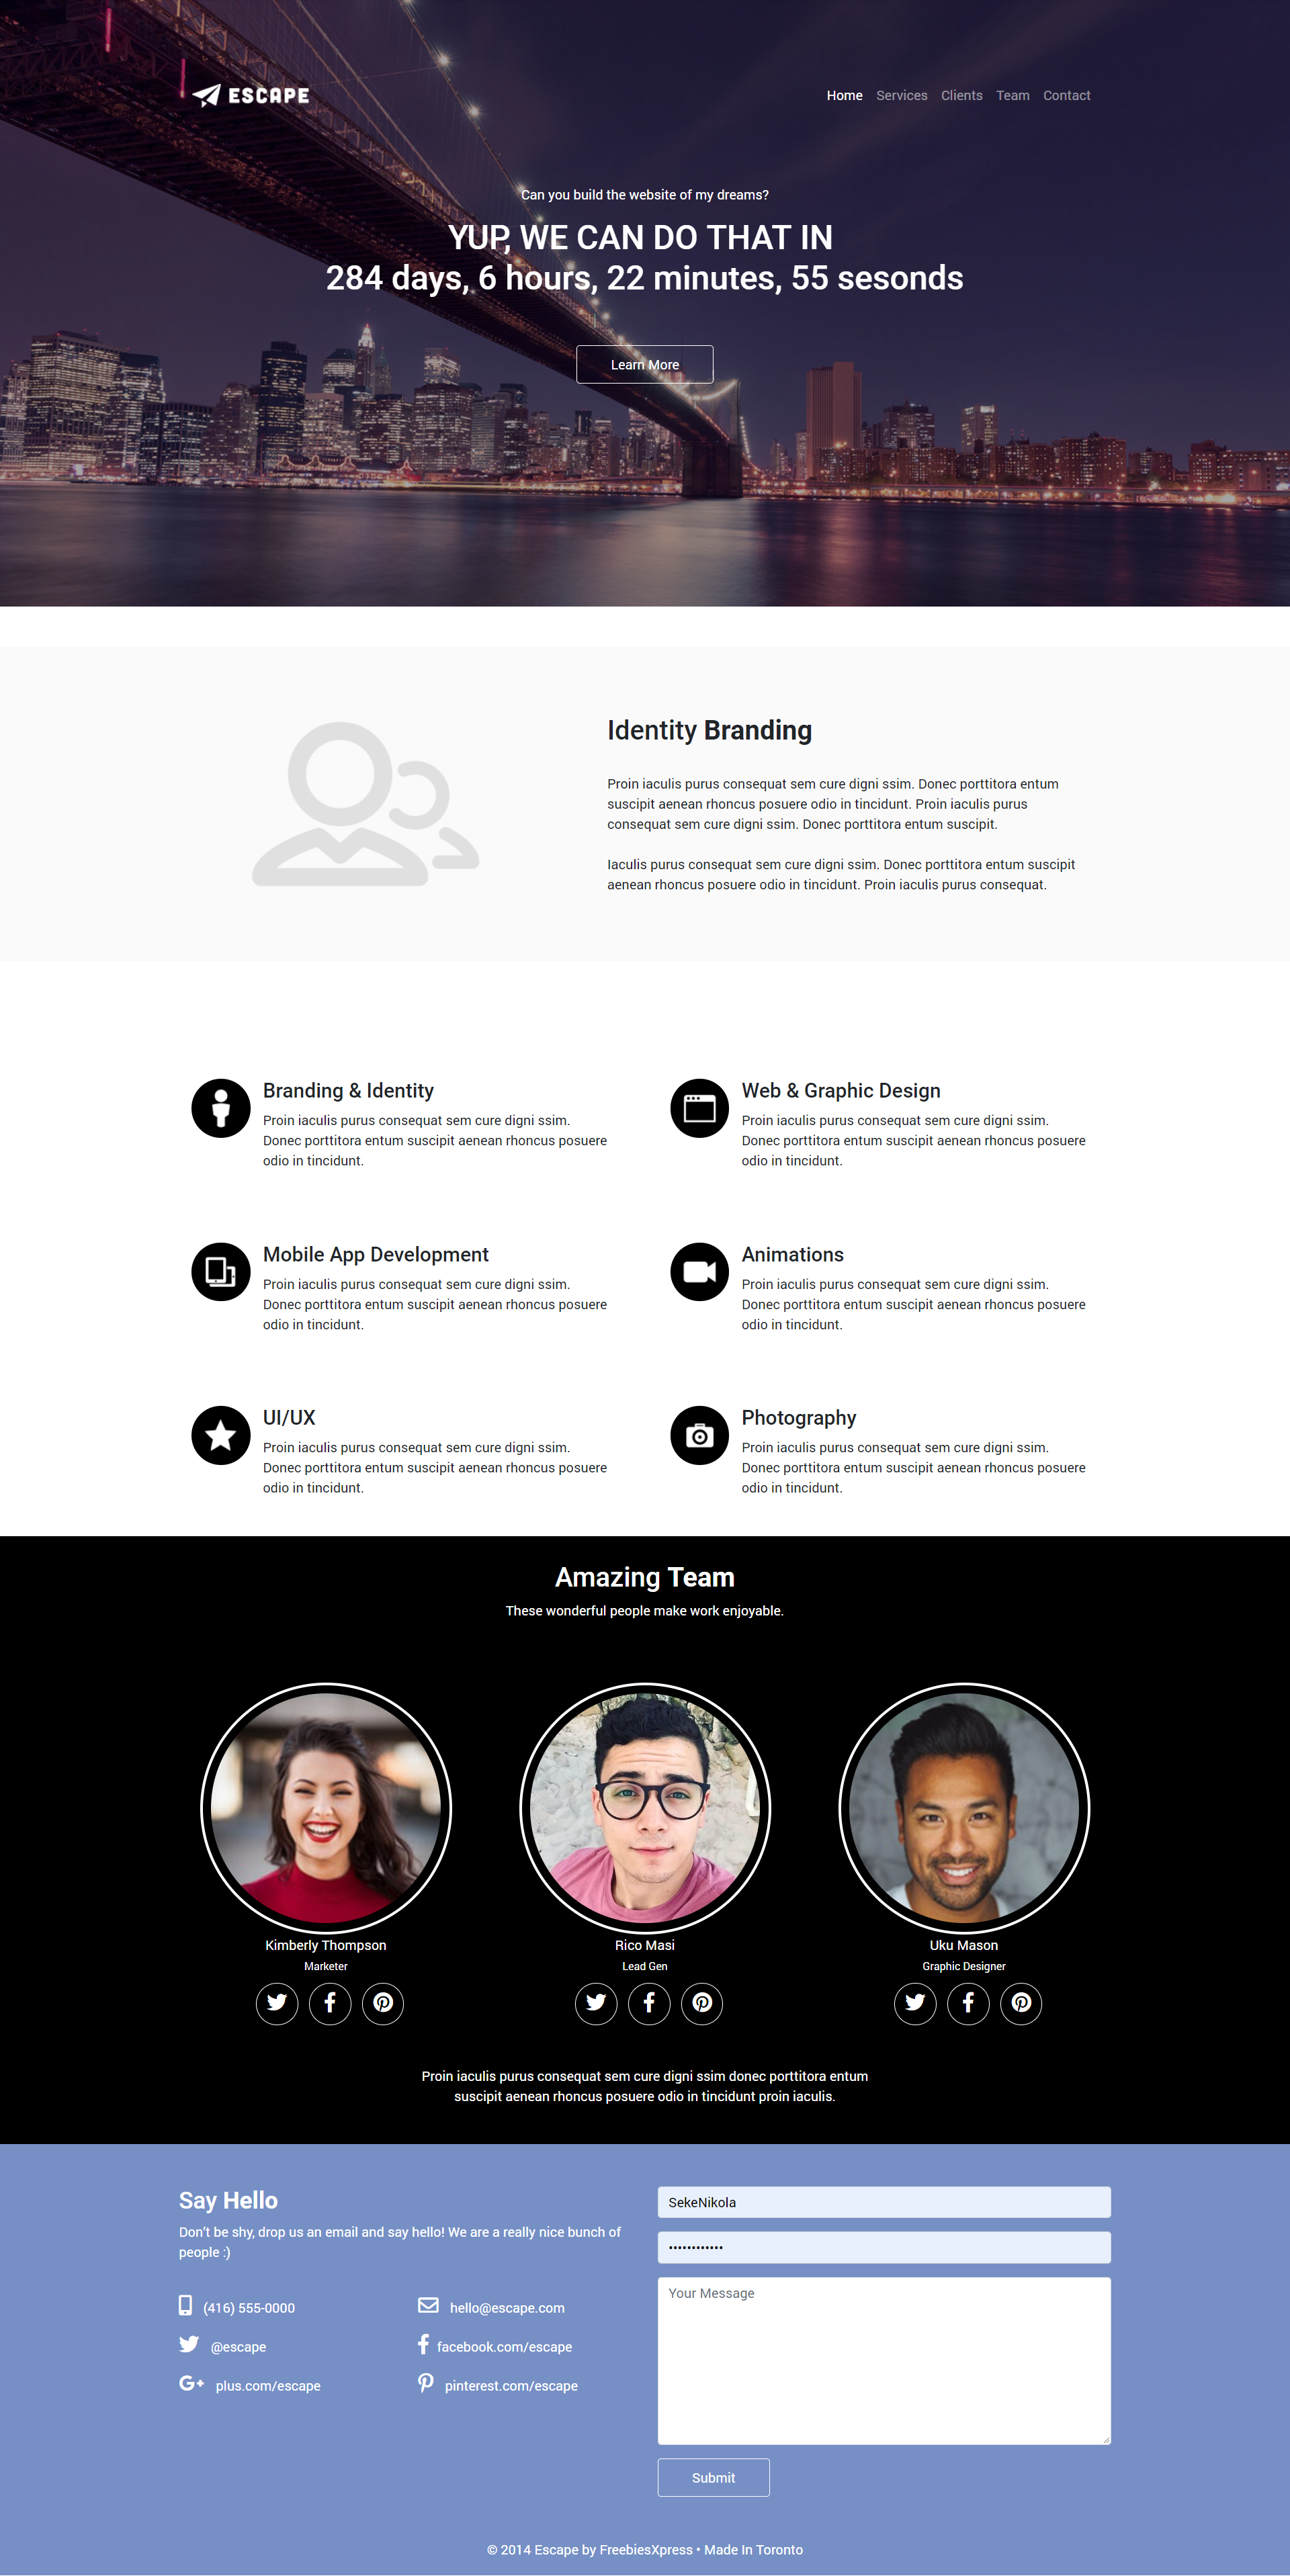 ESCAPE
Home Services Clients Team Contact
Can you build the website of my dreams?
YUP, WE CAN DO THAT IN
284 days, 6 hours, 22 minutes, 55 sesonds
Learn More
Identity Branding
Proin iaculis purus consequat sem cure digni ssim. Donec porttitora entum
suscipit aenean rhoncus posuere odio in tincidunt. Proin iaculis purus
consequat sem cure digni ssim. Donec porttitora entum suscipit.
Iaculis purus consequat sem cure digni ssim. Donec porttitora entum suscipit
aenean rhoncus posuere odio in tincidunt. Proin iaculis purus consequat.
Branding & Identity
Proin iaculis purus consequat sem cure digni ssim.
Donec porttitora entum suscipit aenean rhoncus posuere
odio in tincidunt.
Web & Graphic Design
Proin iaculis purus consequat sem cure digni ssim.
Donec porttitora entum suscipit aenean rhoncus posuere
odio in tincidunt.
Mobile App Development
Proin iaculis purus consequat sem cure digni ssim.
Donec porttitora entum suscipit aenean rhoncus posuere
odio in tincidunt.
Animations
Proin iaculis purus consequat sem cure digni ssim.
Donec porttitora entum suscipit aenean rhoncus posuere
odio in tincidunt.
UI/UX
Proin iaculis purus consequat sem cure digni ssim.
Donec porttitora entum suscipit aenean rhoncus posuere
odio in tincidunt.
Photography
Proin iaculis purus consequat sem cure digni ssim.
Donec porttitora entum suscipit aenean rhoncus posuere
odio in tincidunt.
Amazing Team
These wonderful people make work enjoyable.
Kimberly Thompson
Marketer
Rico Masi
Lead Gen
Uku Mason
Graphic Designer
Proin iaculis purus consequat sem cure digni ssim donec porttitora entum
suscipit aenean rhoncus posuere odio in tincidunt proin iaculis.
Say Hello
Don't be shy, drop us an email and say hello! We are a really nice bunch of
people :)
(416) 555-0000
hello@escape.com
@escape
facebook.com/escape
plus.com/escape
pinterest.com/escape
SekeNikola
••••••••••••
Your Message
Submit
© 2014 Escape by FreebiesXpress • Made In Toronto